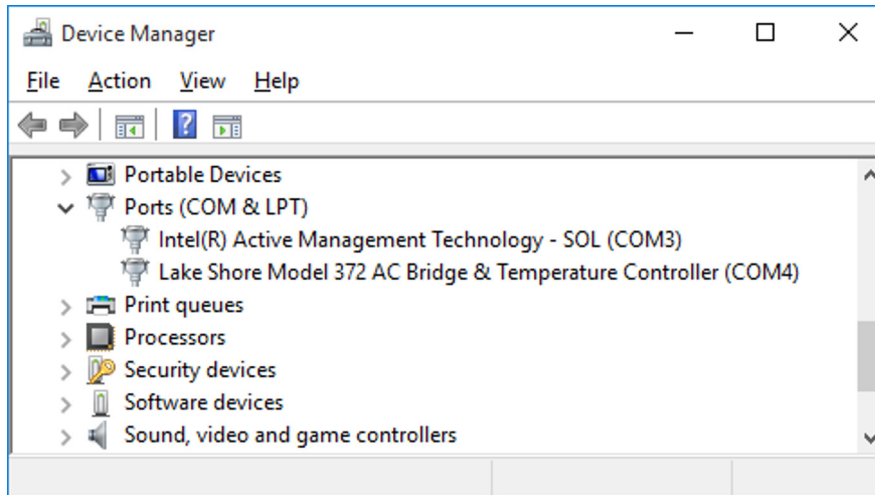 Device Manager
File Action View Help
?
Portable Devices
Ports (COM & LPT)
Intel(R) Active Management Technology - SOL (COM3)
Lake Shore Model 372 AC Bridge & Temperature Controller (COM4)
Print queues
Processors
Security devices
Software devices
Sound, video and game controllers